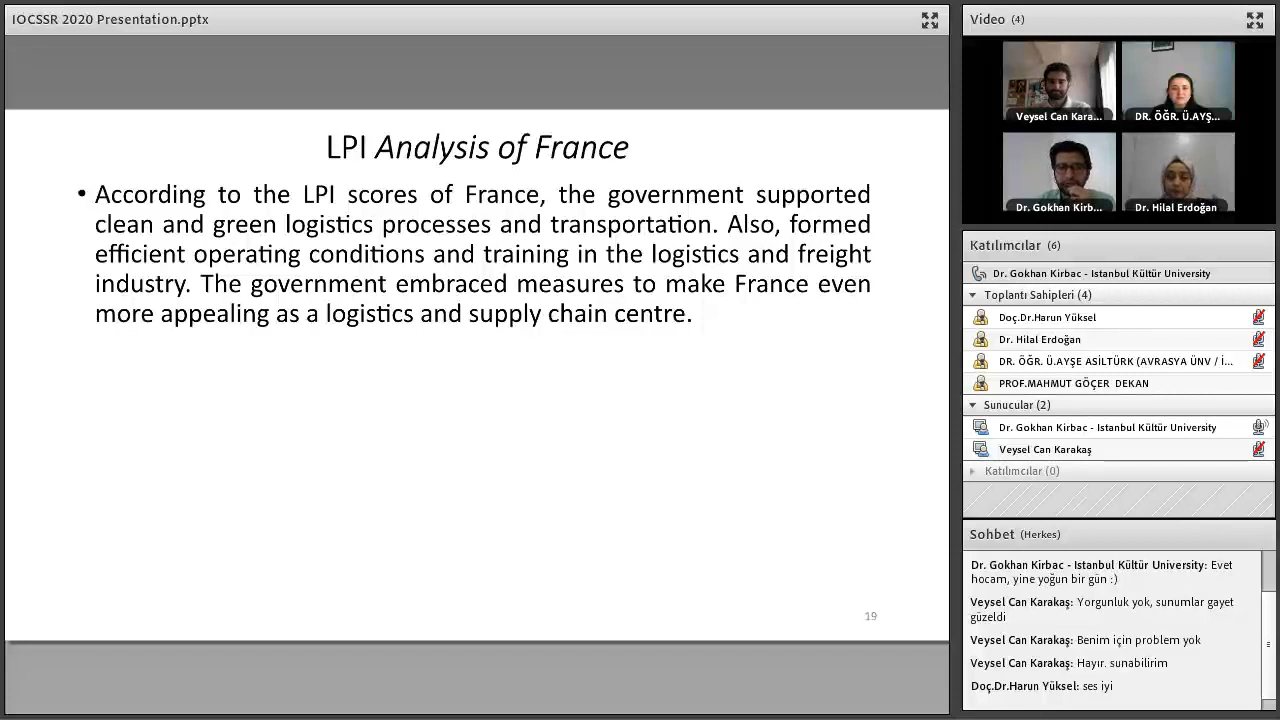 IOCSSR 2020 Presentation.pptx
LPI Analysis of France
• According to the LPI scores of France, the government supported
clean and green logistics processes and transportation. Also, formed
efficient operating conditions and training in the logistics and freight
industry. The government embraced measures to make France even
more appealing as a logistics and supply chain centre.
19
Video (4)
Veysel Can Kara...
DR. ÖĞR. Ü.AYŞ...
Dr. Gokhan Kirb...
Dr. Hilal Erdoğan
Katılımcılar (6)
Dr. Gokhan Kirbac - Istanbul Kültür University
Toplantı Sahipleri (4)
Doç.Dr.Harun Yüksel
Dr. Hilal Erdoğan
DR. ÖĞR. Ü.AYŞE ASİLTÜRK (AVRASYA ÜNV / İ...
PROF.MAHMUT GÖÇER DEKAN
Sunucular (2)
Dr. Gokhan Kirbac - Istanbul Kültür University
Veysel Can Karakaş
Katılımcılar (0)
Sohbet (Herkes)
Dr. Gokhan Kirbac - Istanbul Kültür University: Evet
hocam, yine yoğun bir gün :)
Veysel Can Karakaş: Yorgunluk yok, sunumlar gayet
güzeldi
Veysel Can Karakaş: Benim için problem yok
Veysel Can Karakaş: Hayır. sunabilirim
Doç.Dr.Harun Yüksel: ses iyi